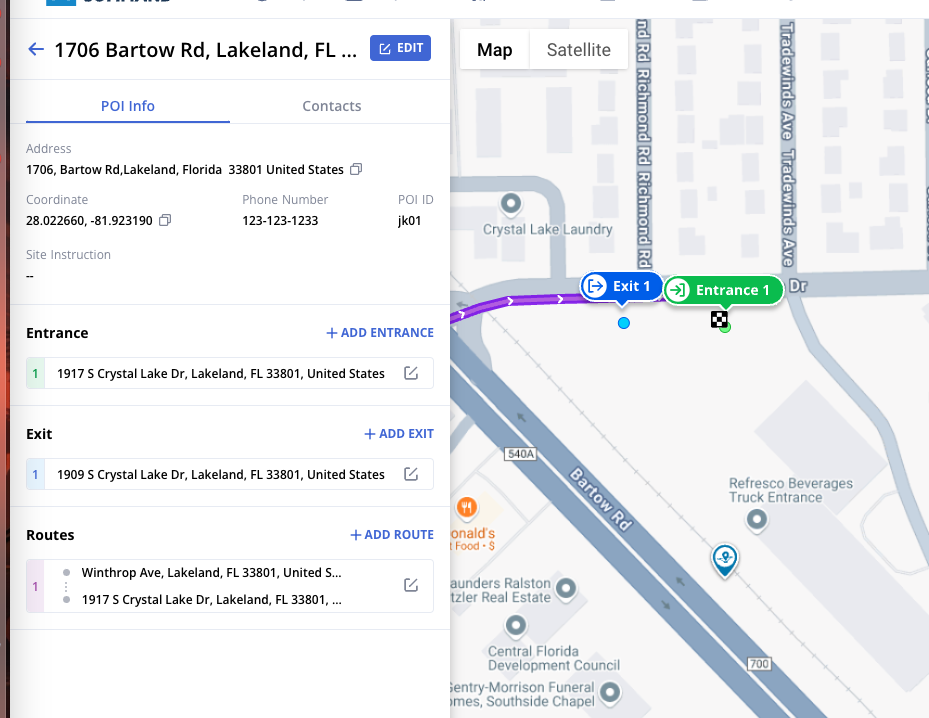 1706 Bartow Rd, Lakeland, FL ...
EDIT
POI Info
Contacts
Address
1706, Bartow Rd,Lakeland, Florida 33801 United States
Coordinate
Phone Number
POI ID
28.022660, -81.923190
123-123-1233
jk01
Site Instruction
--
Entrance
+ ADD ENTRANCE
1
1917 S Crystal Lake Dr, Lakeland, FL 33801, United States
Exit
+ ADD EXIT
1
1909 S Crystal Lake Dr, Lakeland, FL 33801, United States
Routes
+ ADD ROUTE
1
Winthrop Ave, Lakeland, FL 33801, United S...
1917 S Crystal Lake Dr, Lakeland, FL 33801, ...
Map
Satellite
Richmond Rd
Richmond Rd
Tradewinds Ave
Tradewinds Ave
Crystal Lake Laundry
Exit 1
Entrance 1
Dr
540A
Bartow Rd
Refresco Beverages
Truck Entrance
onald's
t Food • $
aunders Ralston
tzler Real Estate
Central Florida
Development Council
700
Gentry-Morrison Funeral
omes, Southside Chapel